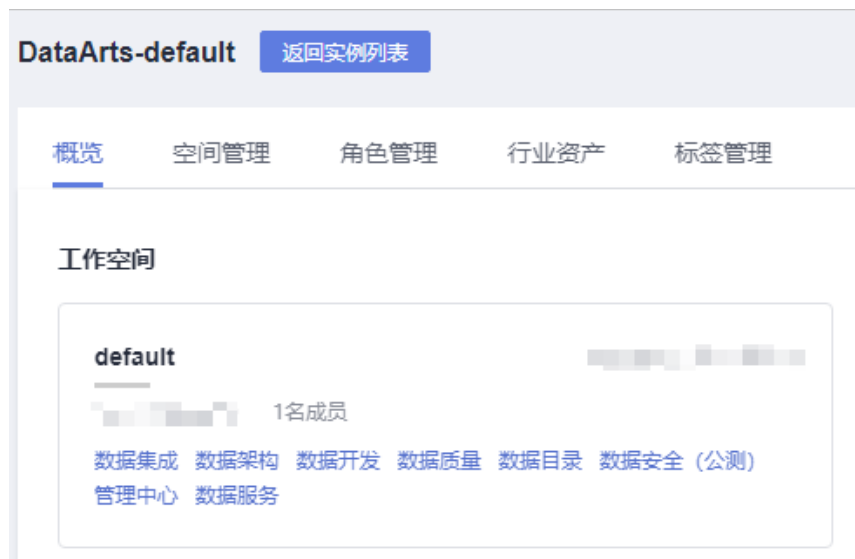 DataArts-default 返回实例列表
概览 空间管理 角色管理 行业资产 标签管理
工作空间
default
1名成员
数据集成 数据架构 数据开发 数据质量 数据目录 数据安全（公测）
管理中心 数据服务